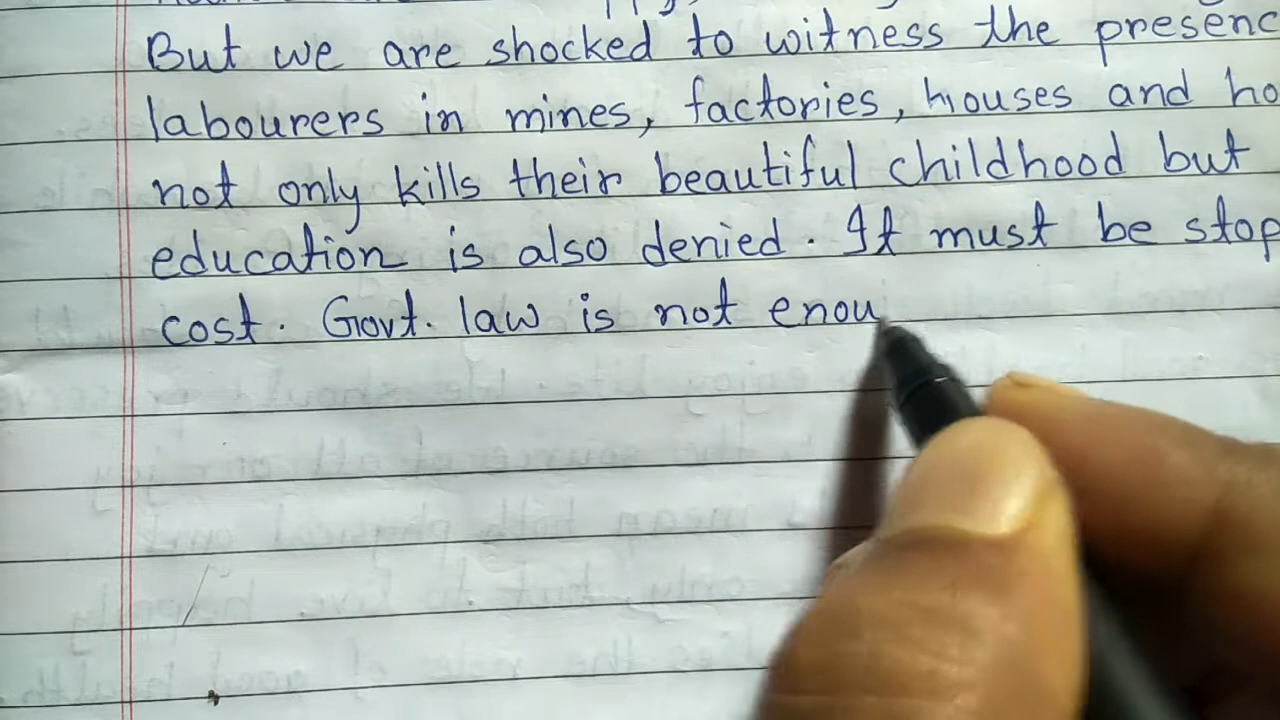 But we are shocked to witness the presenc
labourers in mines, factories, houses and ho
not only kills their beautiful childhood but
education is also denied. It must be stop
cost. Govt. law is not enou